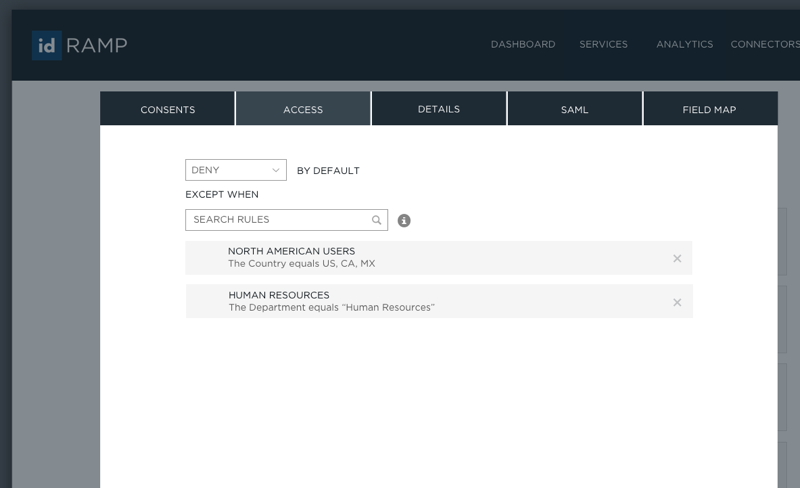 id RAMP
DASHBOARD SERVICES ANALYTICS CONNECTORS
CONSENTS ACCESS DETAILS SAML FIELD MAP
DENY BY DEFAULT
EXCEPT WHEN
SEARCH RULES
NORTH AMERICAN USERS
The Country equals US, CA, MX
HUMAN RESOURCES
The Department equals “Human Resources”